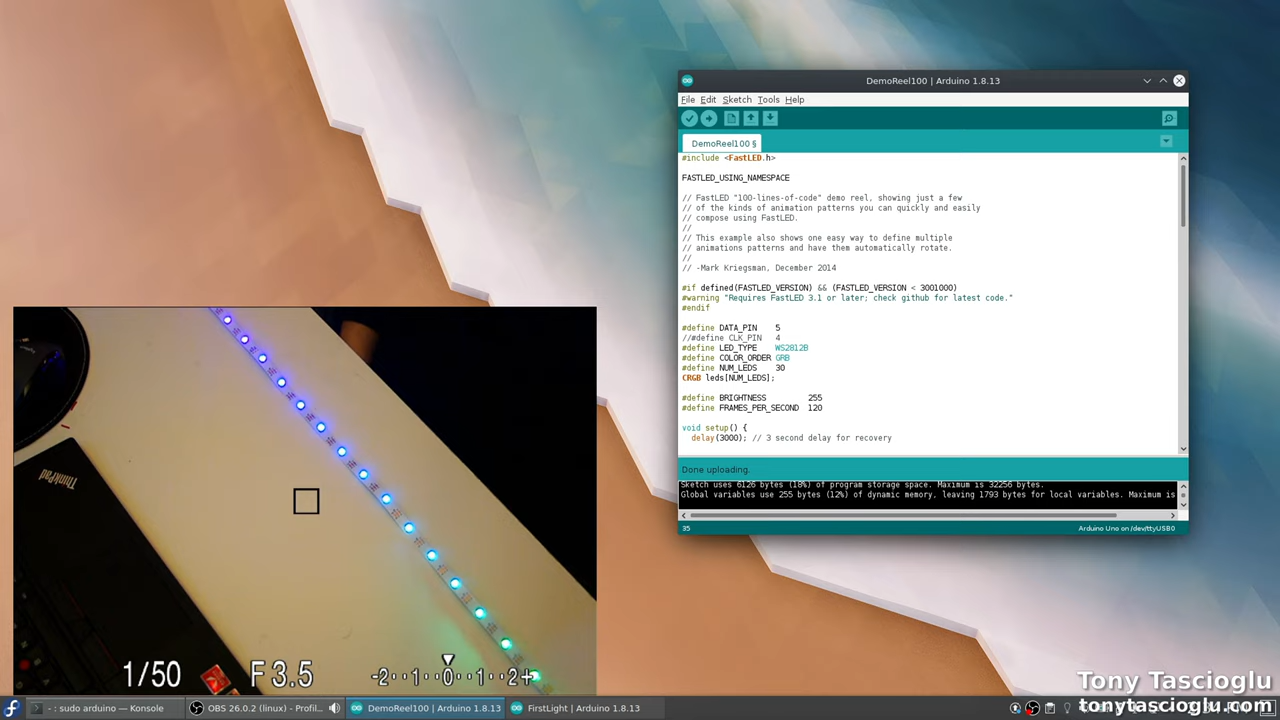 DemoReel100 | Arduino 1.8.13
File Edit Sketch Tools Help
DemoReel100 §
#include <FastLED.h>
FASTLED_USING_NAMESPACE
// FastLED "100-lines-of-code" demo reel, showing just a few
// of the kinds of animation patterns you can quickly and easily
// compose using FastLED.
//
// This example also shows one easy way to define multiple
// animations patterns and have them automatically rotate.
//
// -Mark Kriegsman, December 2014
#if defined(FASTLED_VERSION) && (FASTLED_VERSION < 3001000)
#warning "Requires FastLED 3.1 or later; check github for latest code."
#endif
#define DATA_PIN    5
//#define CLK_PIN   4
#define LED_TYPE    WS2812B
#define COLOR_ORDER GRB
#define NUM_LEDS    30
CRGB leds[NUM_LEDS];
#define BRIGHTNESS         255
#define FRAMES_PER_SECOND  120
void setup() {
  delay(3000); // 3 second delay for recovery
Done uploading.
Sketch uses 6126 bytes (18%) of program storage space. Maximum is 32256 bytes.
Global variables use 255 bytes (12%) of dynamic memory, leaving 1793 bytes for local variables. Maximum is
35
Arduino Uno on /dev/ttyUSB0
ThinkPad
1/50 F3.5 -2··1··0··1··2+
Tony Tascioglu
tonytascioglu.com
- : sudo arduino — Konsole
OBS 26.0.2 (linux) - Profil...
DemoReel100 | Arduino 1.8.13
FirstLight | Arduino 1.8.13